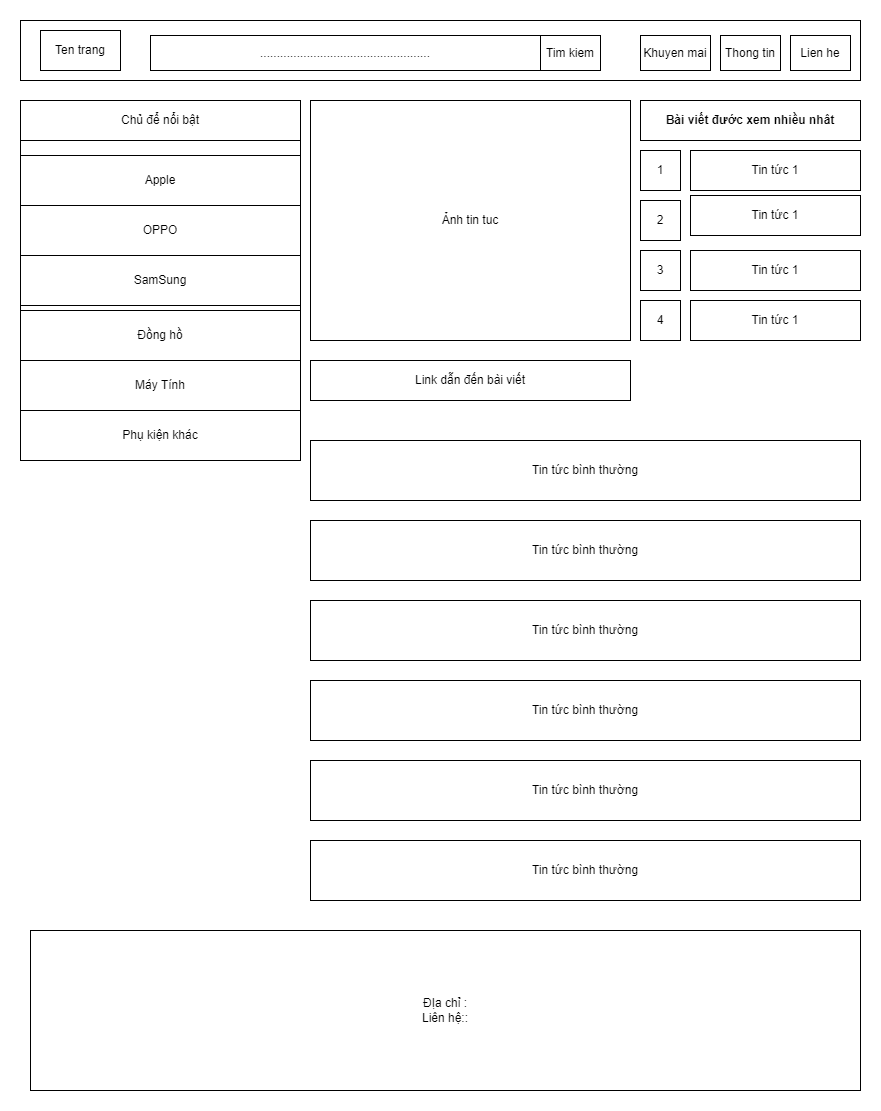 Ten trang
.................................................... Tim kiem
Khuyen mai Thong tin Lien he
Chủ đề nổi bật
Apple
OPPO
SamSung
Đồng hồ
Máy Tính
Phụ kiện khác
Ảnh tin tuc
Link dẫn đến bài viết
Bài viết đước xem nhiều nhât
1 Tin tức 1
2 Tin tức 1
3 Tin tức 1
4 Tin tức 1
Tin tức bình thường
Tin tức bình thường
Tin tức bình thường
Tin tức bình thường
Tin tức bình thường
Tin tức bình thường
Địa chỉ :
Liên hệ::